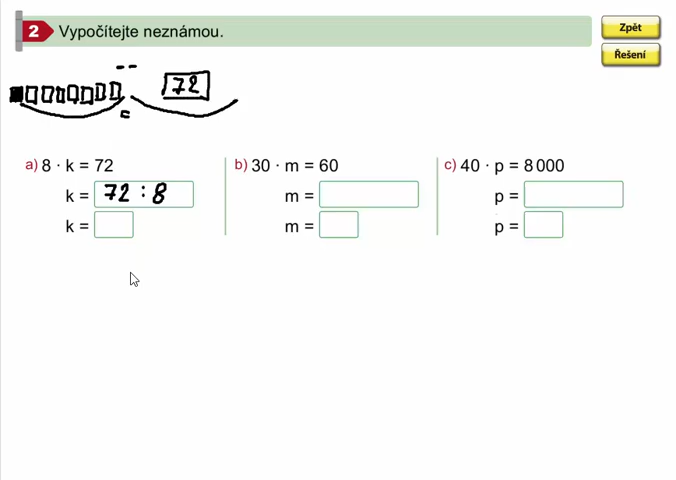 2 Vypočítejte neznámou.
Zpět
Řešení
72
=
a) 8 · k = 72
k = 72 : 8
k =
b) 30 · m = 60
m =
m =
c) 40 · p = 8 000
p =
p =